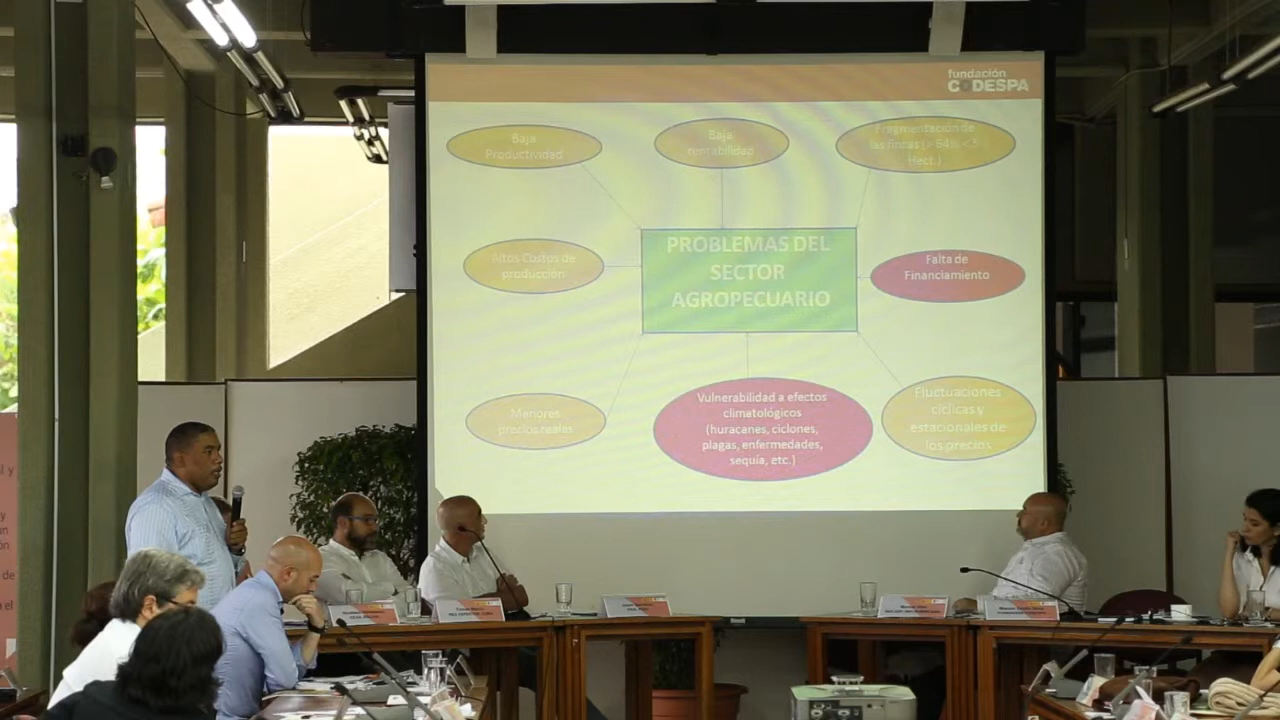 fundación
CODESPA
Baja
Productividad
Baja
rentabilidad
Fragmentación de
las fincas (> 64% <3
Hect.)
Altos Costos de
producción
PROBLEMAS DEL
SECTOR
AGROPECUARIO
Falta de
Financiamiento
Menores
precios reales
Vulnerabilidad a efectos
climatológicos
(huracanes, ciclones,
plagas, enfermedades,
sequía, etc.)
Fluctuaciones
cíclicas y
estacionales de
los precios